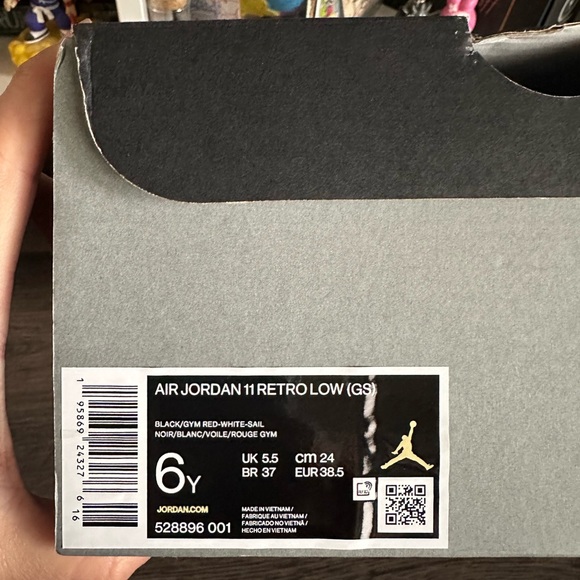 AIR JORDAN 11 RETRO LOW (GS)
BLACK/GYM RED-WHITE-SAIL
NOIR/BLANC/VOILE/ROUGE GYM
6Y
UK 5.5 cm 24
BR 37 EUR 38.5
JORDAN.COM
528896 001
MADE IN VIETNAM /
FABRIQUE AU VIETNAM /
FABRICADO NO VIETNÃ /
HECHO EN VIETNAM
1 95869 24327 6 16